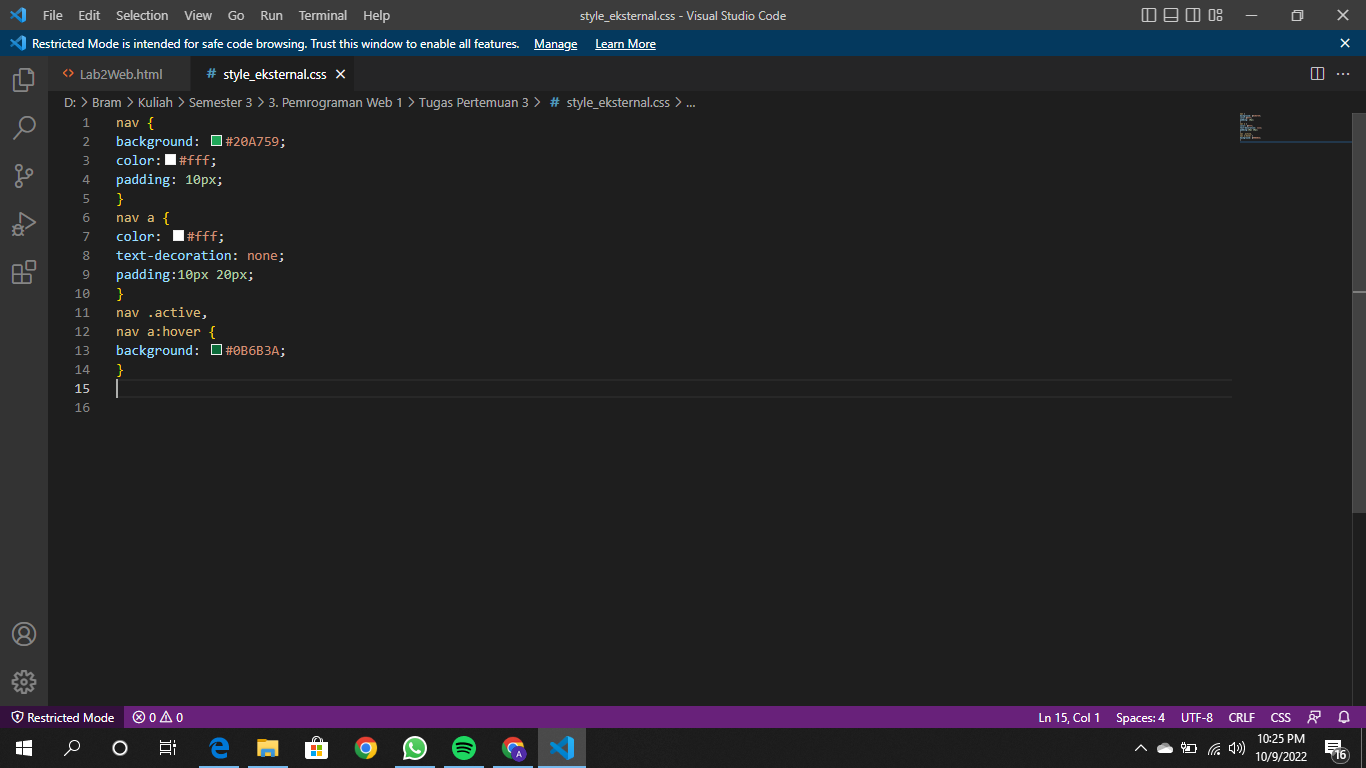 File Edit Selection View Go Run Terminal Help style_eksternal.css - Visual Studio Code
Restricted Mode is intended for safe code browsing. Trust this window to enable all features. Manage Learn More
<> Lab2Web.html # style_eksternal.css
D: > Bram > Kuliah > Semester 3 > 3. Pemrograman Web 1 > Tugas Pertemuan 3 > # style_eksternal.css > ...
1 nav {
2 background: #20A759;
3 color:#fff;
4 padding: 10px;
5 }
6 nav a {
7 color: #fff;
8 text-decoration: none;
9 padding:10px 20px;
10 }
11 nav .active,
12 nav a:hover {
13 background: #0B6B3A;
14 }
15
16
Restricted Mode 0 0 Ln 15, Col 1 Spaces: 4 UTF-8 CRLF CSS
A
10:25 PM
10/9/2022
16